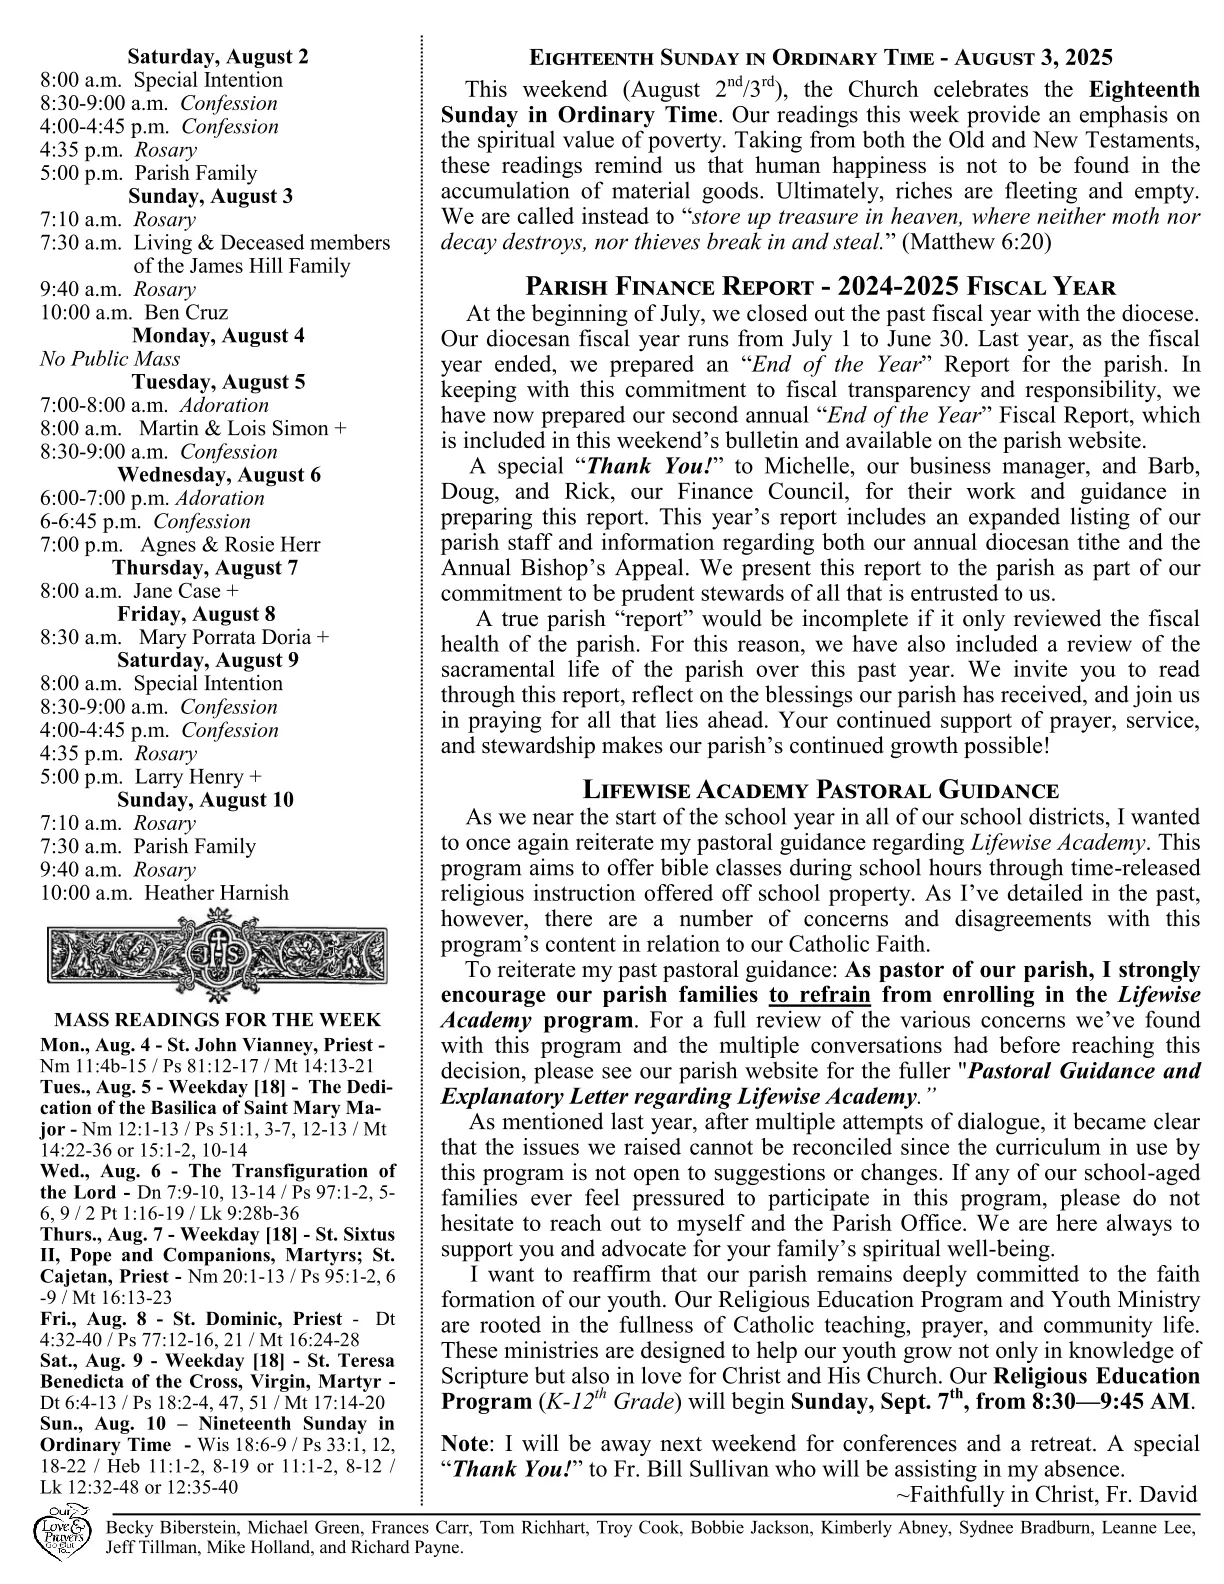 Saturday, August 2
8:00 a.m. Special Intention
8:30-9:00 a.m. Confession
4:00-4:45 p.m. Confession
4:35 p.m. Rosary
5:00 p.m. Parish Family
Sunday, August 3
7:10 a.m. Rosary
7:30 a.m. Living & Deceased members
of the James Hill Family
9:40 a.m. Rosary
10:00 a.m. Ben Cruz
Monday, August 4
No Public Mass
Tuesday, August 5
7:00-8:00 a.m. Adoration
8:00 a.m. Martin & Lois Simon +
8:30-9:00 a.m. Confession
Wednesday, August 6
6:00-7:00 p.m. Adoration
6-6:45 p.m. Confession
7:00 p.m. Agnes & Rosie Herr
Thursday, August 7
8:00 a.m. Jane Case +
Friday, August 8
8:30 a.m. Mary Porrata Doria +
Saturday, August 9
8:00 a.m. Special Intention
8:30-9:00 a.m. Confession
4:00-4:45 p.m. Confession
4:35 p.m. Rosary
5:00 p.m. Larry Henry +
Sunday, August 10
7:10 a.m. Rosary
7:30 a.m. Parish Family
9:40 a.m. Rosary
10:00 a.m. Heather Harnish
IHS
MASS READINGS FOR THE WEEK
Mon., Aug. 4 - St. John Vianney, Priest -
Nm 11:4b-15 / Ps 81:12-17 / Mt 14:13-21
Tues., Aug. 5 - Weekday [18] - The Dedi-
cation of the Basilica of Saint Mary Ma-
jor - Nm 12:1-13 / Ps 51:1, 3-7, 12-13 / Mt
14:22-36 or 15:1-2, 10-14
Wed., Aug. 6 - The Transfiguration of
the Lord - Dn 7:9-10, 13-14 / Ps 97:1-2, 5-
6, 9 / 2 Pt 1:16-19 / Lk 9:28b-36
Thurs., Aug. 7 - Weekday [18] - St. Sixtus
II, Pope and Companions, Martyrs; St.
Cajetan, Priest - Nm 20:1-13 / Ps 95:1-2, 6
-9 / Mt 16:13-23
Fri., Aug. 8 - St. Dominic, Priest - Dt
4:32-40 / Ps 77:12-16, 21 / Mt 16:24-28
Sat., Aug. 9 - Weekday [18] - St. Teresa
Benedicta of the Cross, Virgin, Martyr -
Dt 6:4-13 / Ps 18:2-4, 47, 51 / Mt 17:14-20
Sun., Aug. 10 – Nineteenth Sunday in
Ordinary Time - Wis 18:6-9 / Ps 33:1, 12,
18-22 / Heb 11:1-2, 8-19 or 11:1-2, 8-12 /
Lk 12:32-48 or 12:35-40
EIGHTEENTH SUNDAY IN ORDINARY TIME - AUGUST 3, 2025
This weekend (August 2nd/3rd), the Church celebrates the Eighteenth
Sunday in Ordinary Time. Our readings this week provide an emphasis on
the spiritual value of poverty. Taking from both the Old and New Testaments,
these readings remind us that human happiness is not to be found in the
accumulation of material goods. Ultimately, riches are fleeting and empty.
We are called instead to “store up treasure in heaven, where neither moth nor
decay destroys, nor thieves break in and steal.” (Matthew 6:20)
PARISH FINANCE REPORT - 2024-2025 FISCAL YEAR
At the beginning of July, we closed out the past fiscal year with the diocese.
Our diocesan fiscal year runs from July 1 to June 30. Last year, as the fiscal
year ended, we prepared an “End of the Year” Report for the parish. In
keeping with this commitment to fiscal transparency and responsibility, we
have now prepared our second annual “End of the Year” Fiscal Report, which
is included in this weekend’s bulletin and available on the parish website.
A special “Thank You!” to Michelle, our business manager, and Barb,
Doug, and Rick, our Finance Council, for their work and guidance in
preparing this report. This year’s report includes an expanded listing of our
parish staff and information regarding both our annual diocesan tithe and the
Annual Bishop’s Appeal. We present this report to the parish as part of our
commitment to be prudent stewards of all that is entrusted to us.
A true parish “report” would be incomplete if it only reviewed the fiscal
health of the parish. For this reason, we have also included a review of the
sacramental life of the parish over this past year. We invite you to read
through this report, reflect on the blessings our parish has received, and join us
in praying for all that lies ahead. Your continued support of prayer, service,
and stewardship makes our parish’s continued growth possible!
LIFEWISE ACADEMY PASTORAL GUIDANCE
As we near the start of the school year in all of our school districts, I wanted
to once again reiterate my pastoral guidance regarding Lifewise Academy. This
program aims to offer bible classes during school hours through time-released
religious instruction offered off school property. As I’ve detailed in the past,
however, there are a number of concerns and disagreements with this
program’s content in relation to our Catholic Faith.
To reiterate my past pastoral guidance: As pastor of our parish, I strongly
encourage our parish families to refrain from enrolling in the Lifewise
Academy program. For a full review of the various concerns we’ve found
with this program and the multiple conversations had before reaching this
decision, please see our parish website for the fuller "Pastoral Guidance and
Explanatory Letter regarding Lifewise Academy.”
As mentioned last year, after multiple attempts of dialogue, it became clear
that the issues we raised cannot be reconciled since the curriculum in use by
this program is not open to suggestions or changes. If any of our school-aged
families ever feel pressured to participate in this program, please do not
hesitate to reach out to myself and the Parish Office. We are here always to
support you and advocate for your family’s spiritual well-being.
I want to reaffirm that our parish remains deeply committed to the faith
formation of our youth. Our Religious Education Program and Youth Ministry
are rooted in the fullness of Catholic teaching, prayer, and community life.
These ministries are designed to help our youth grow not only in knowledge of
Scripture but also in love for Christ and His Church. Our Religious Education
Program (K-12th Grade) will begin Sunday, Sept. 7th, from 8:30—9:45 AM.
Note: I will be away next weekend for conferences and a retreat. A special
“Thank You!” to Fr. Bill Sullivan who will be assisting in my absence.
~Faithfully in Christ, Fr. David
Our
Love &
Prayers
Go Out
To...
Becky Biberstein, Michael Green, Frances Carr, Tom Richhart, Troy Cook, Bobbie Jackson, Kimberly Abney, Sydnee Bradburn, Leanne Lee,
Jeff Tillman, Mike Holland, and Richard Payne.